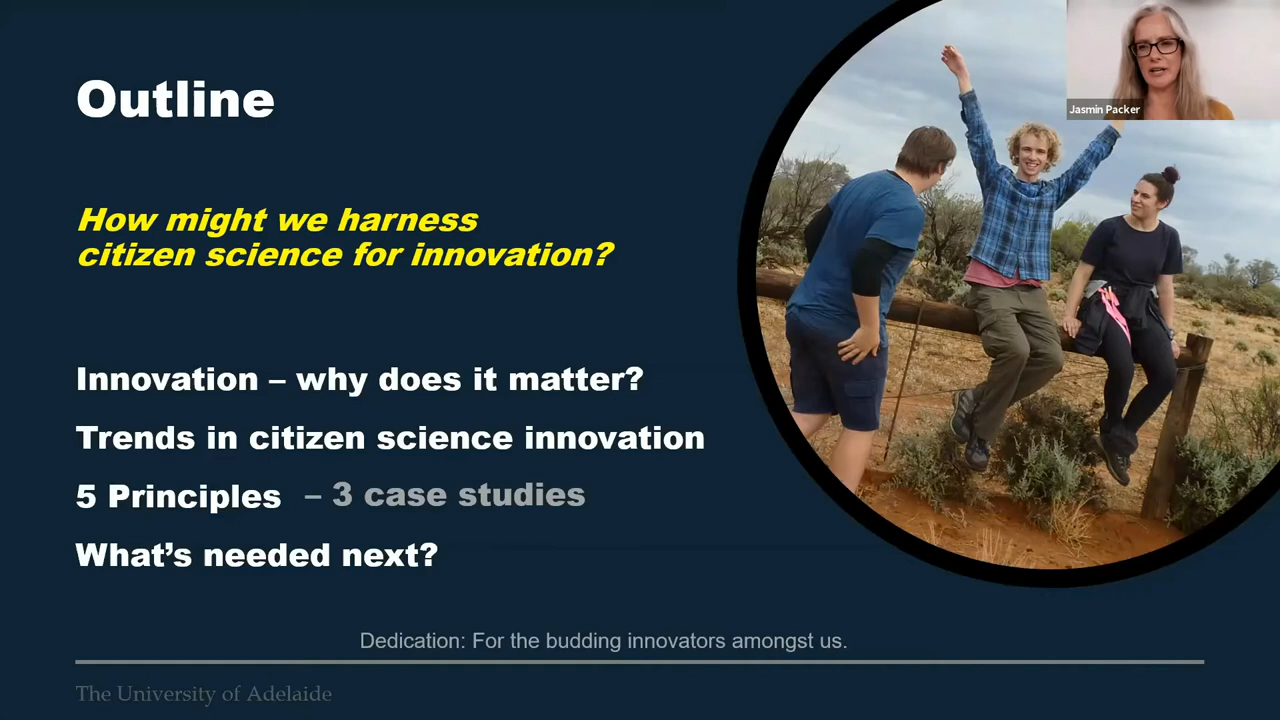 Outline
Jasmin Packer
How might we harness
citizen science for innovation?
Innovation – why does it matter?
Trends in citizen science innovation
5 Principles – 3 case studies
What's needed next?
Dedication: For the budding innovators amongst us.
The University of Adelaide